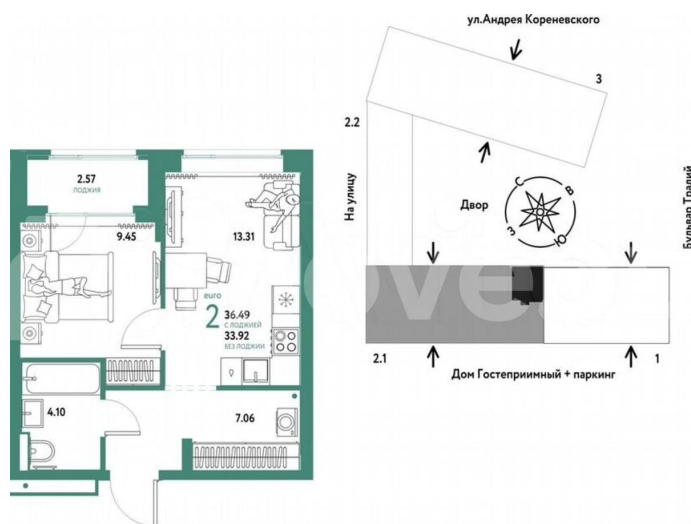 ул.Андрея Кореневского
3
2.2
На улицу
Двор
С
В
З
Ю
Бульвар Традий
2.1
1
Дом Гостеприимный + паркинг
2.57
ЛОДЖИЯ
9.45
13.31
euro
2
36.49
С ЛОДЖИЕЙ
33.92
БЕЗ ЛОДЖИИ
4.10
7.06